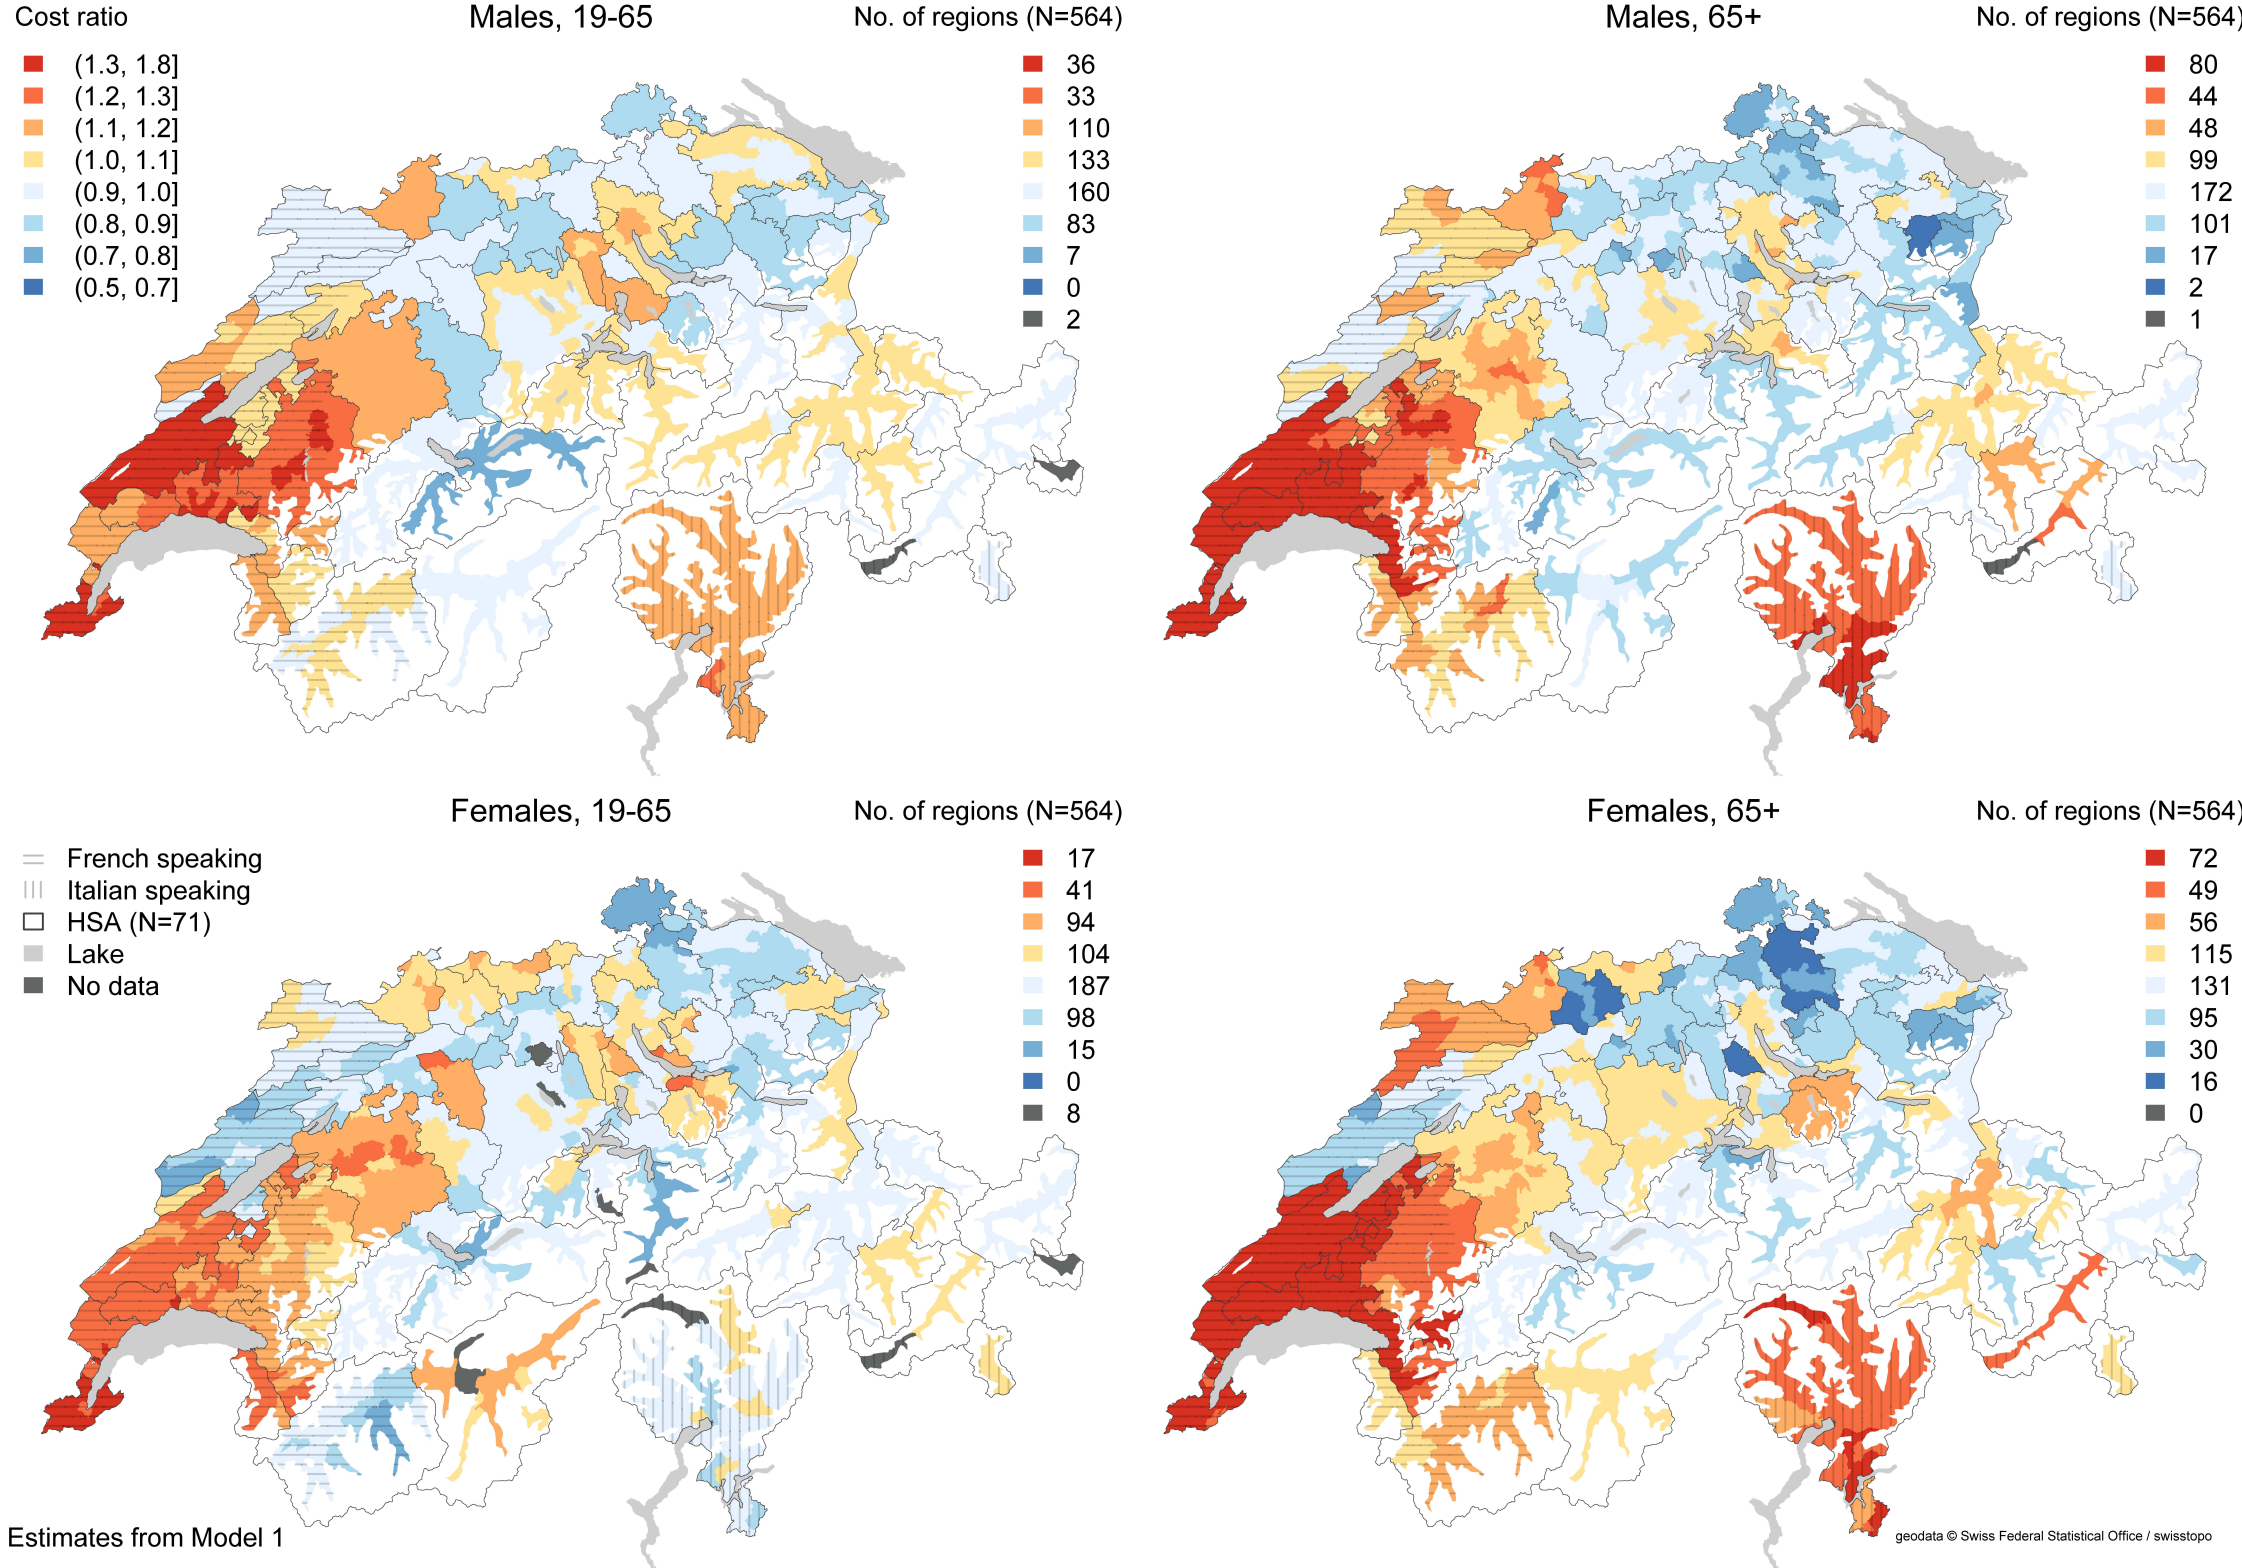 Cost ratio
Males, 19-65
No. of regions (N=564)
Males, 65+
No. of regions (N=564)
(1.3, 1.8]
36
80
(1.2, 1.3]
33
44
(1.1, 1.2]
110
48
(1.0, 1.1]
133
99
(0.9, 1.0]
160
172
(0.8, 0.9]
83
101
(0.7, 0.8]
7
17
(0.5, 0.7]
0
2
2
1
Females, 19-65
No. of regions (N=564)
Females, 65+
No. of regions (N=564)
French speaking
17
72
Italian speaking
41
49
HSA (N=71)
94
56
Lake
104
115
No data
187
131
98
95
15
30
0
16
8
0
Estimates from Model 1
geodata © Swiss Federal Statistical Office / swisstopo